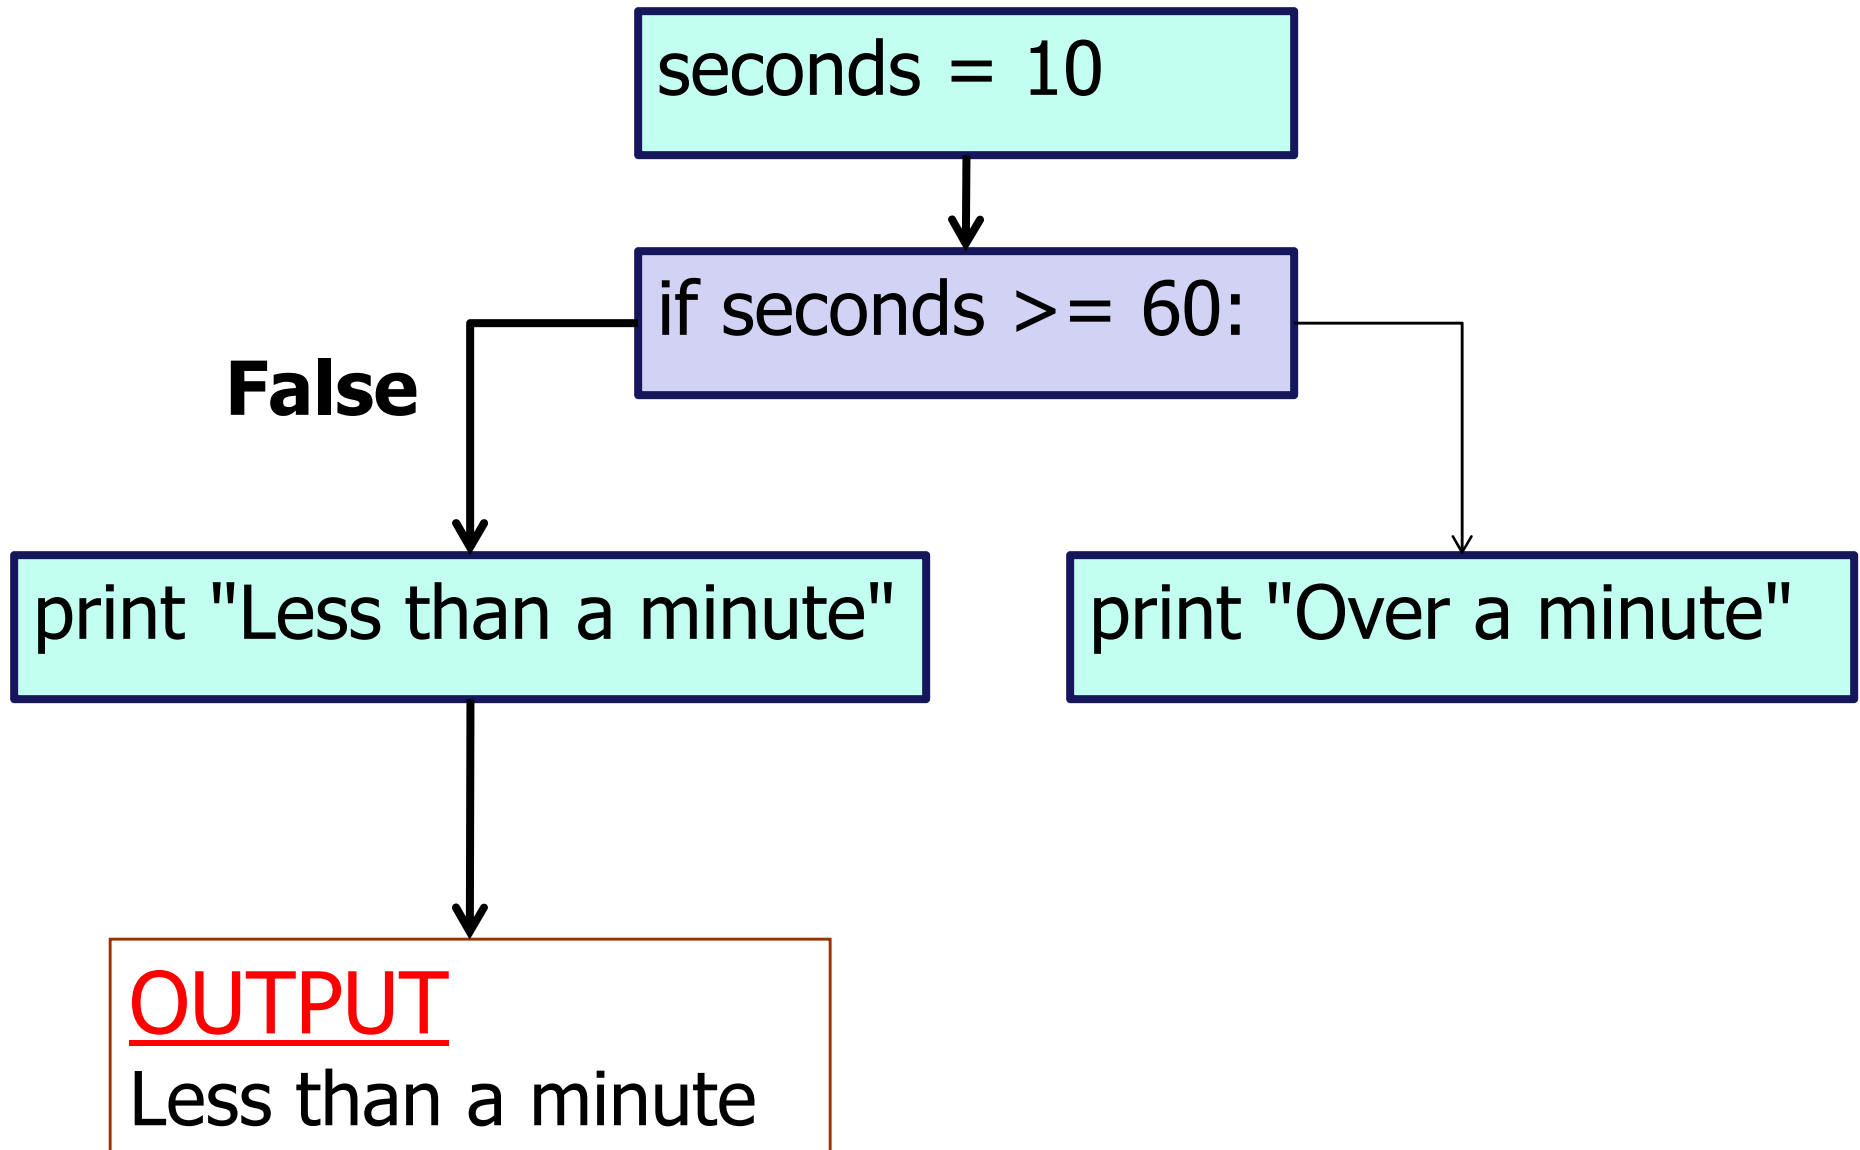 seconds = 10
if seconds >= 60:
False
print "Less than a minute"
print "Over a minute"
OUTPUT
Less than a minute